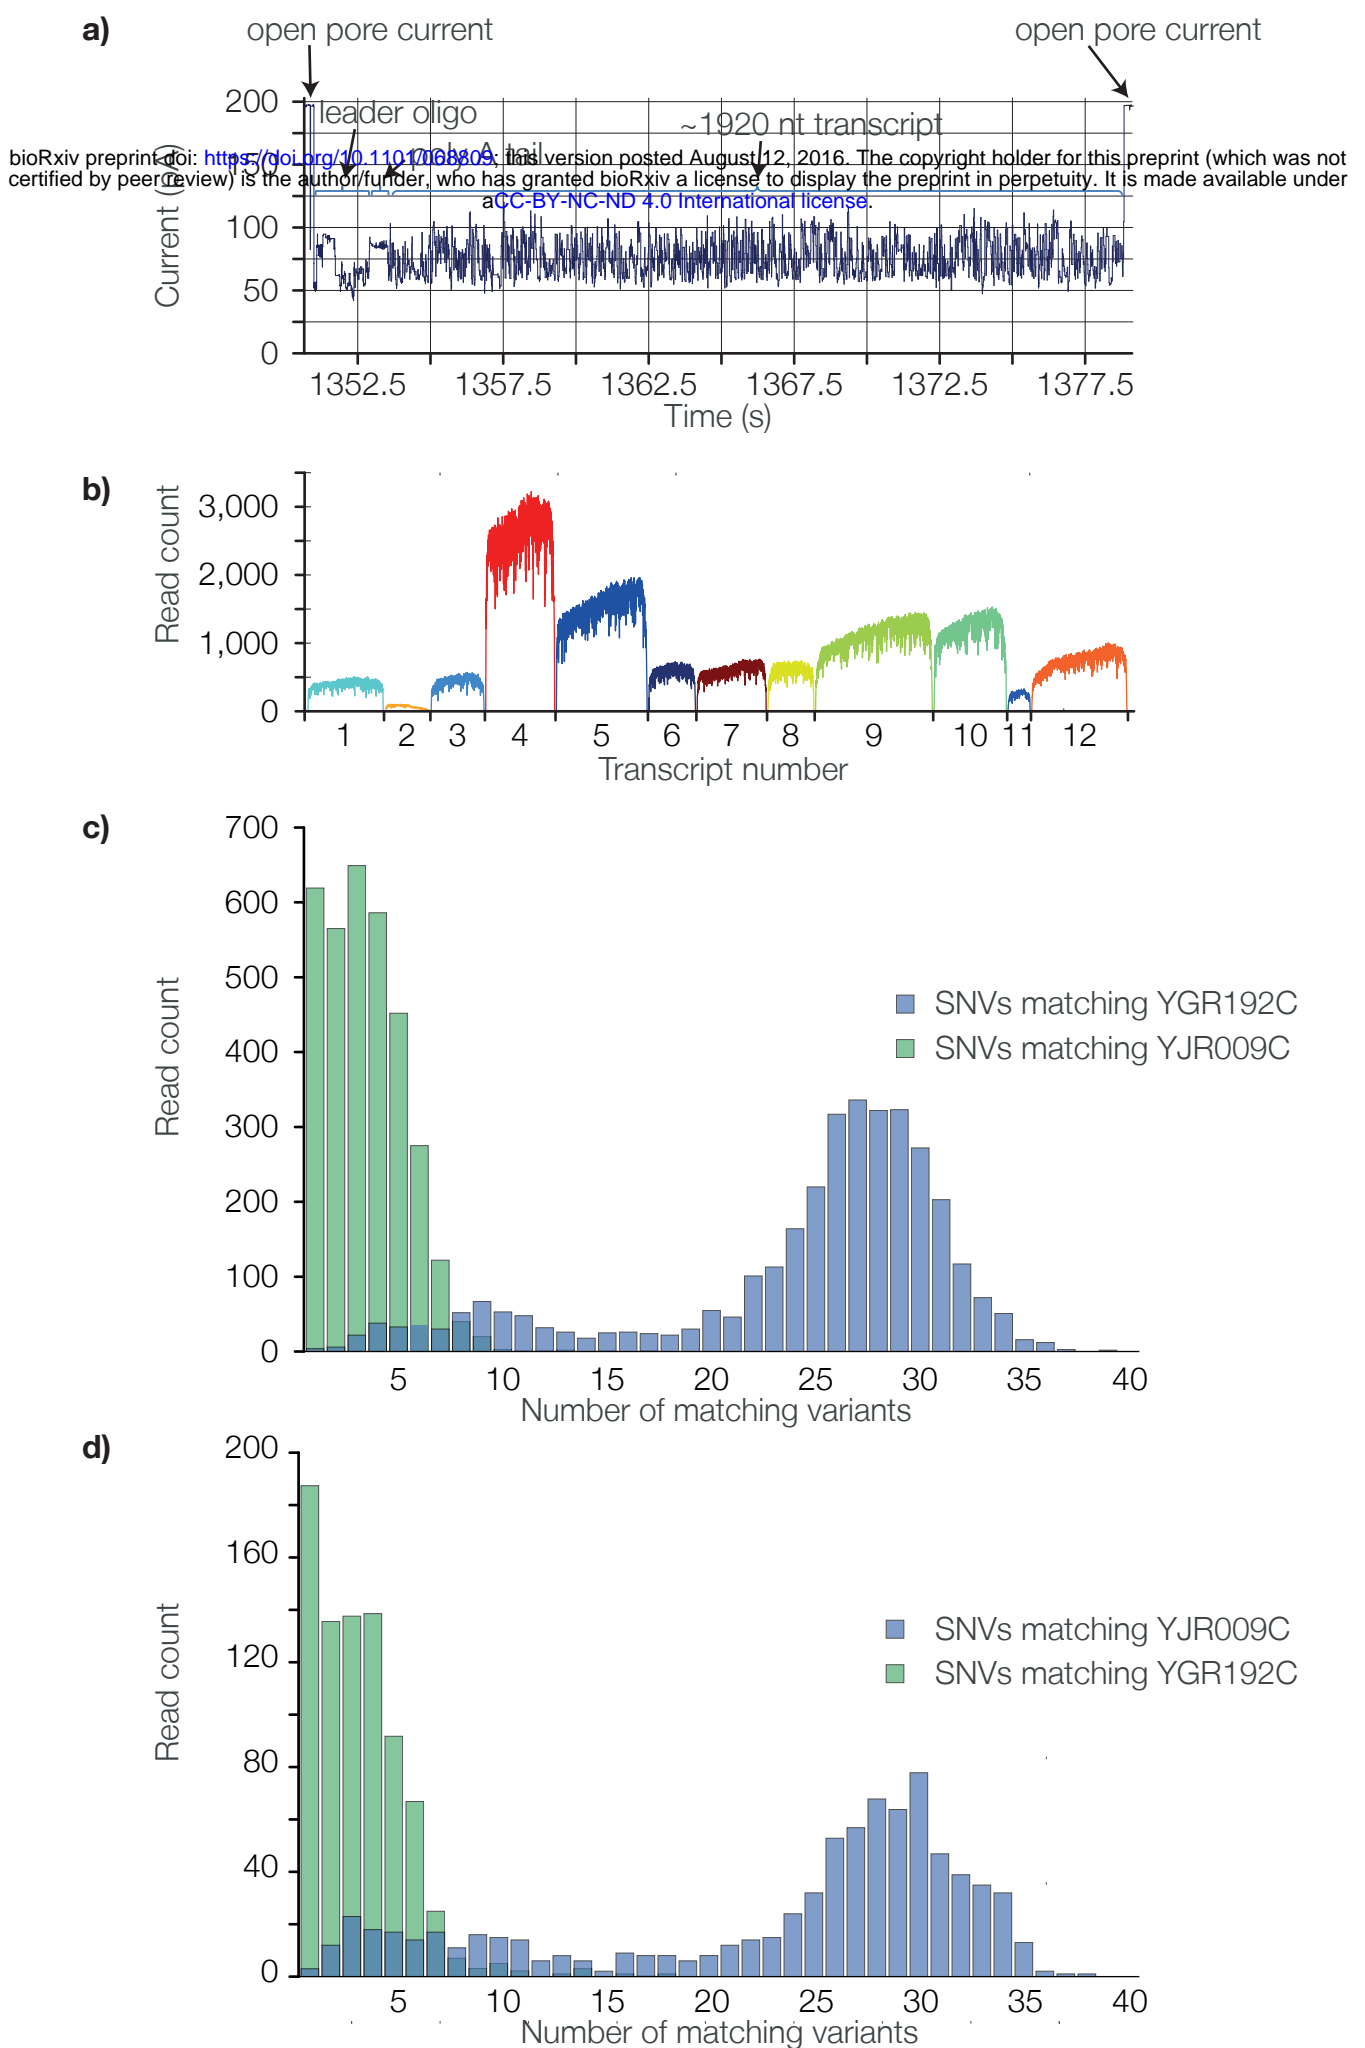 a)
open pore current
open pore current
200
leader oligo
~1920 nt transcript
poly A tail
150
bioRxiv preprint doi: https://doi.org/10.1101/068809; this version posted August 12, 2016. The copyright holder for this preprint (which was not
certified by peer review) is the author/funder, who has granted bioRxiv a license to display the preprint in perpetuity. It is made available under
aCC-BY-NC-ND 4.0 International license.
100
50
0
Current (pA)
1352.5 1357.5 1362.5 1367.5 1372.5 1377.5
Time (s)
b)
Read count
3,000
2,000
1,000
0
1 2 3 4 5 6 7 8 9 10 11 12
Transcript number
c)
700
600
500
400
300
200
100
0
Read count
SNVs matching YGR192C
SNVs matching YJR009C
5 10 15 20 25 30 35 40
Number of matching variants
d)
200
160
120
80
40
0
Read count
SNVs matching YJR009C
SNVs matching YGR192C
5 10 15 20 25 30 35 40
Number of matching variants